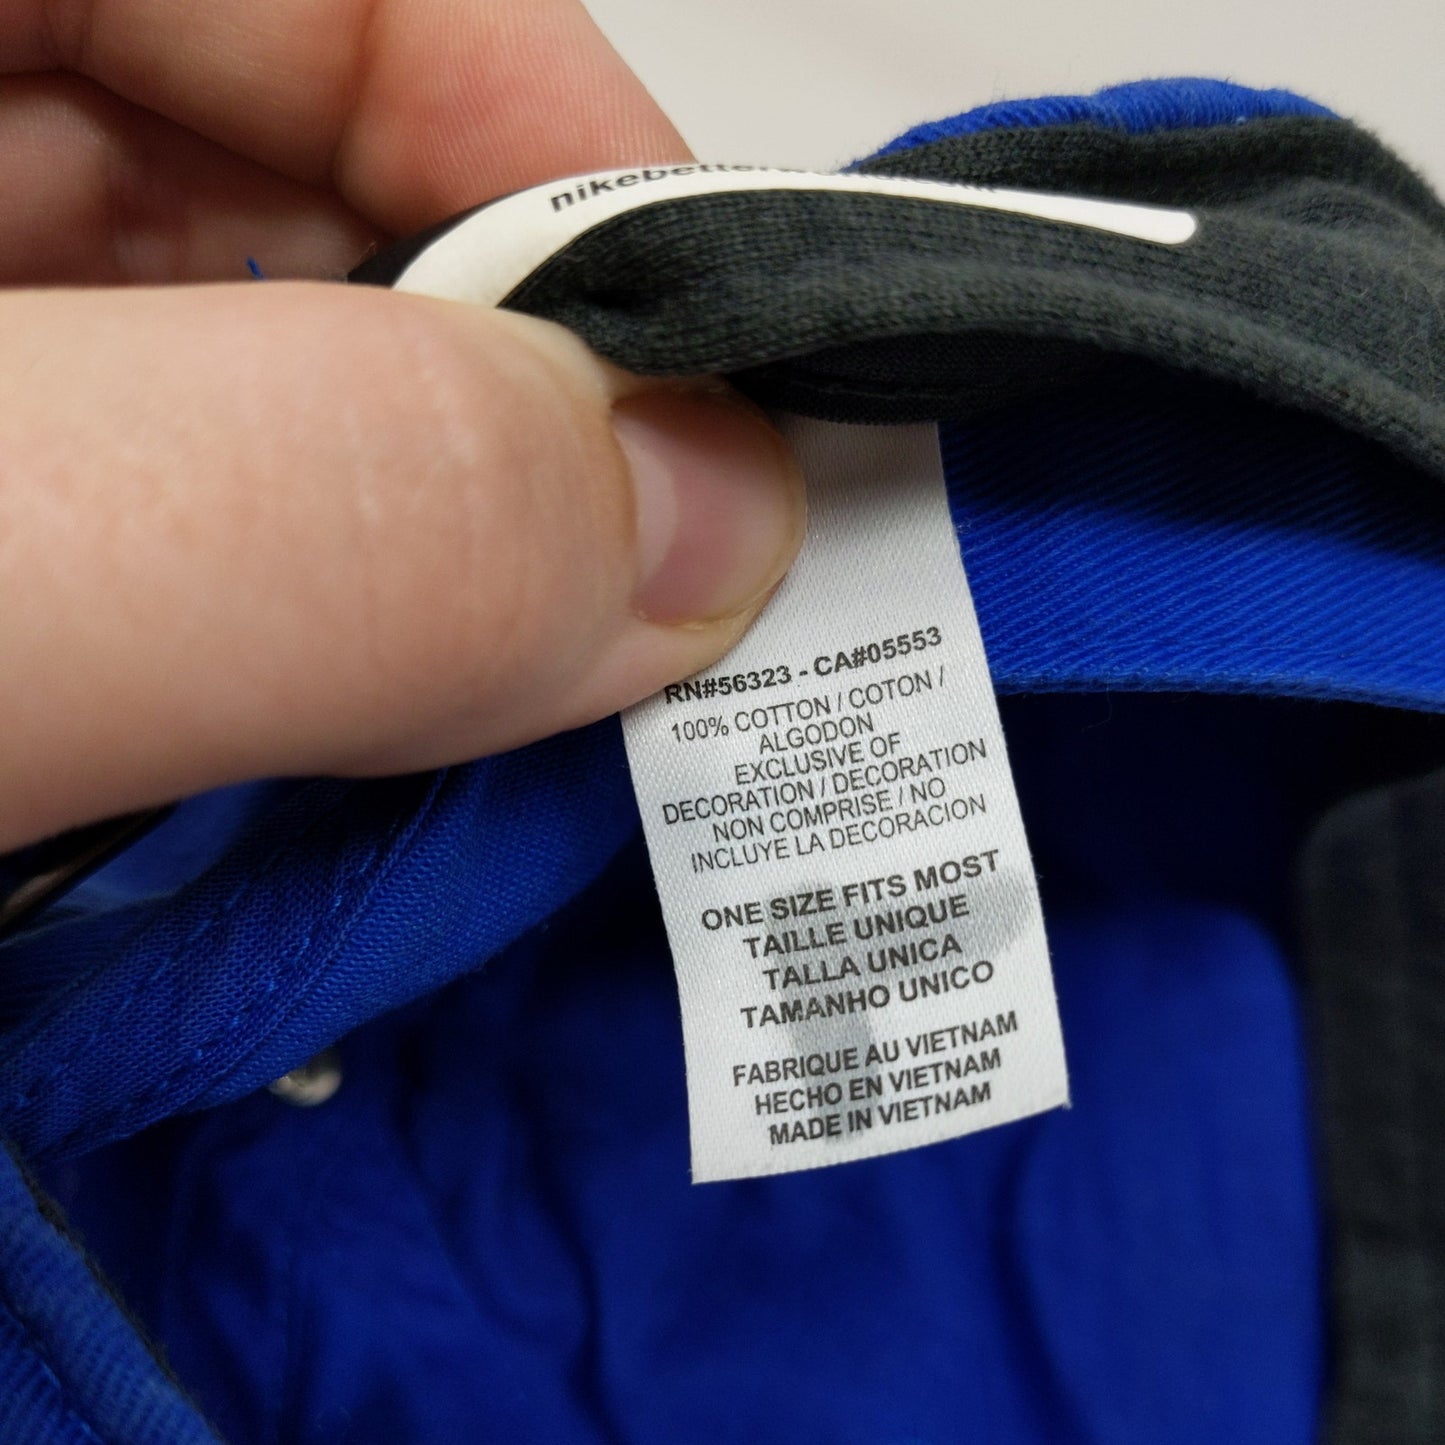 RN#56323 - CA#05553
100% COTTON / COTON /
ALGODON
EXCLUSIVE OF
DECORATION / DECORATION
NON COMPRISE / NO
INCLUYE LA DECORACION
ONE SIZE FITS MOST
TAILLE UNIQUE
TALLA UNICA
TAMANHO UNICO
FABRIQUE AU VIETNAM
HECHO EN VIETNAM
MADE IN VIETNAM